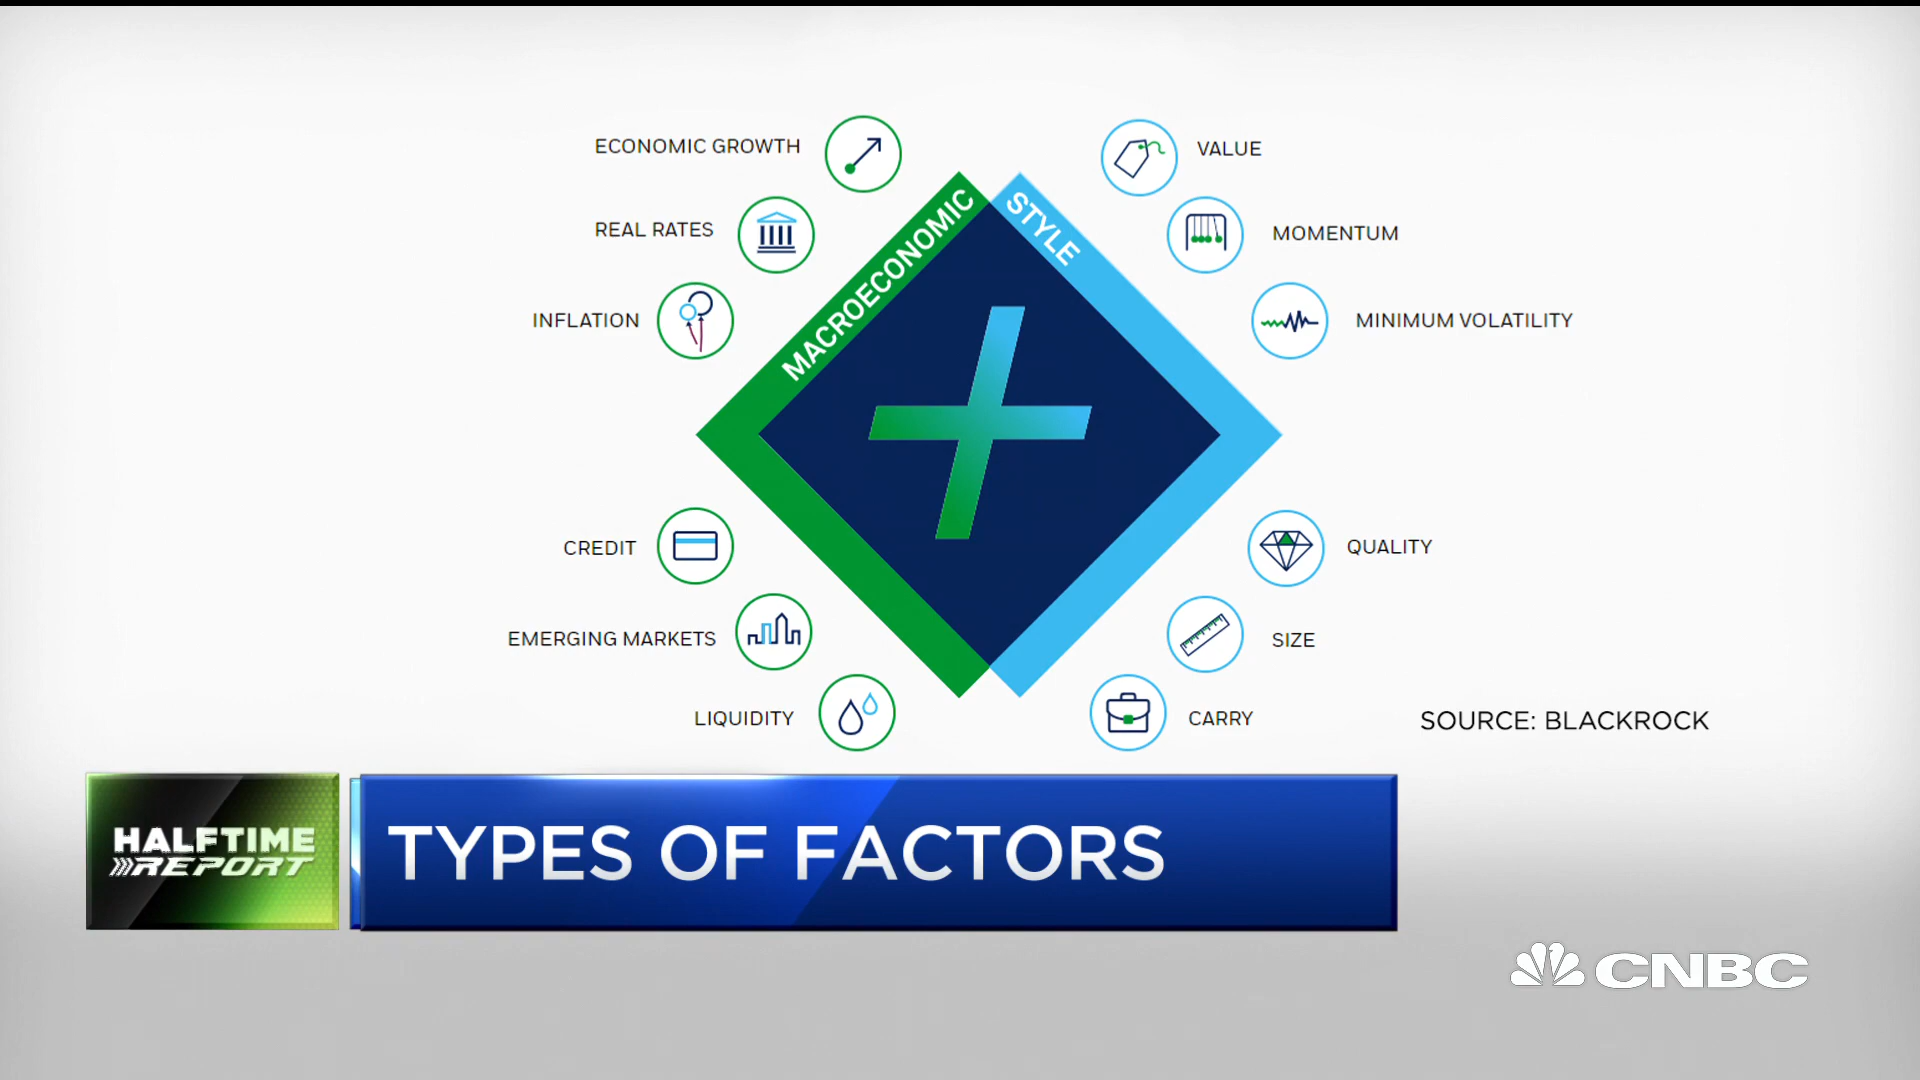 ECONOMIC GROWTH
REAL RATES
INFLATION
CREDIT
EMERGING MARKETS
LIQUIDITY
MACROECONOMIC
STYLE
VALUE
MOMENTUM
MINIMUM VOLATILITY
QUALITY
SIZE
CARRY
SOURCE: BLACKROCK
HALFTIME
REPORT
TYPES OF FACTORS
CNBC